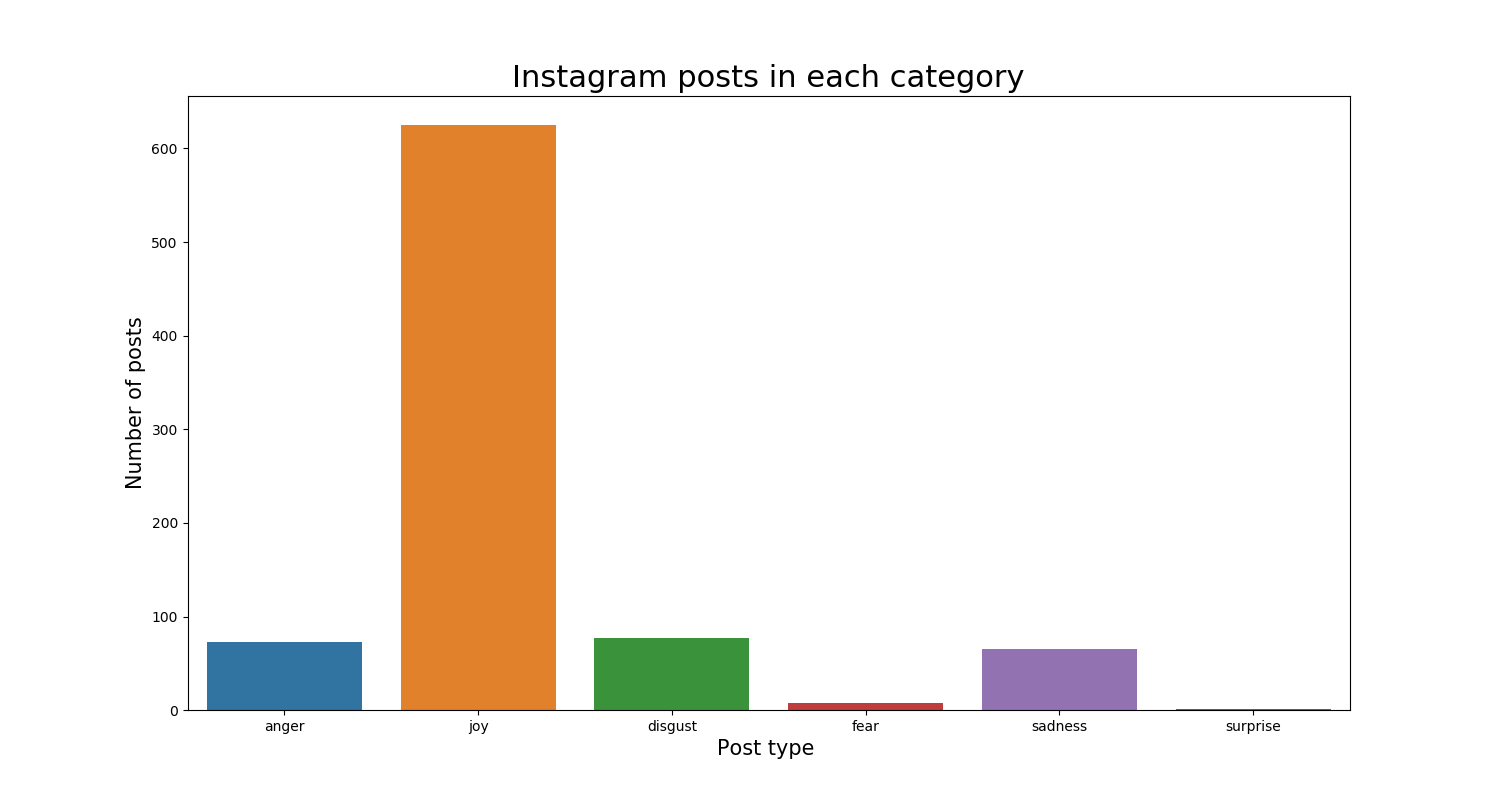 Instagram posts in each category
600
500
400
300
200
100
0
Number of posts
anger joy disgust fear sadness surprise
Post type